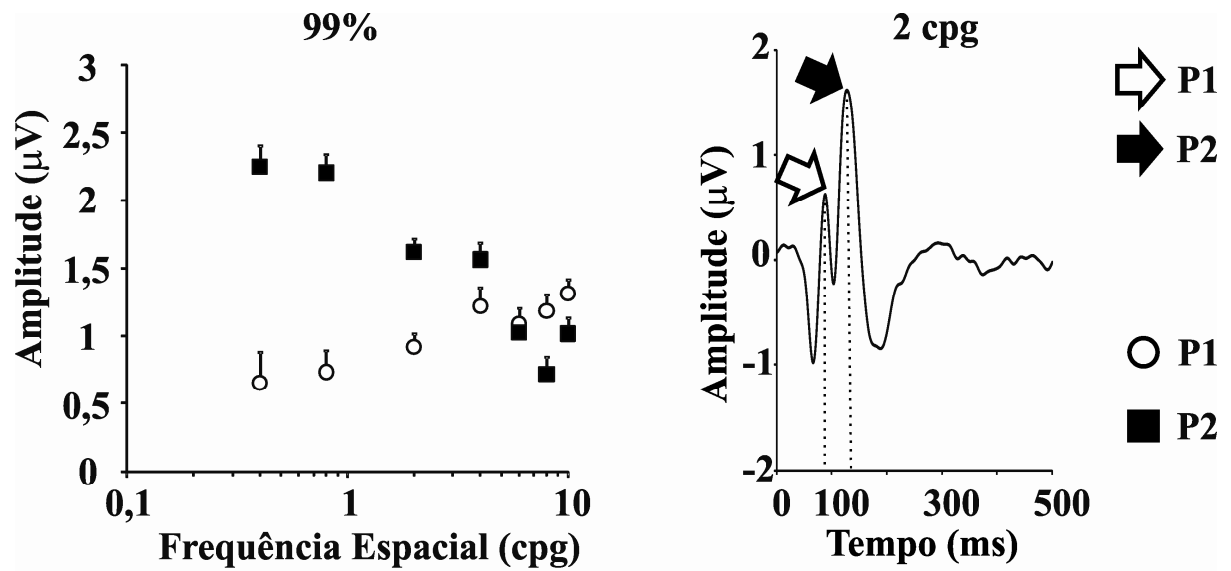 99%
3
2,5
2
1,5
1
0,5
0
Amplitude (µV)
0,1
1
10
Frequência Espacial (cpg)
2 cpg
2
1
0
-1
-2
Amplitude (µV)
0 100 300 500
Tempo (ms)
P1
P2
P1
P2